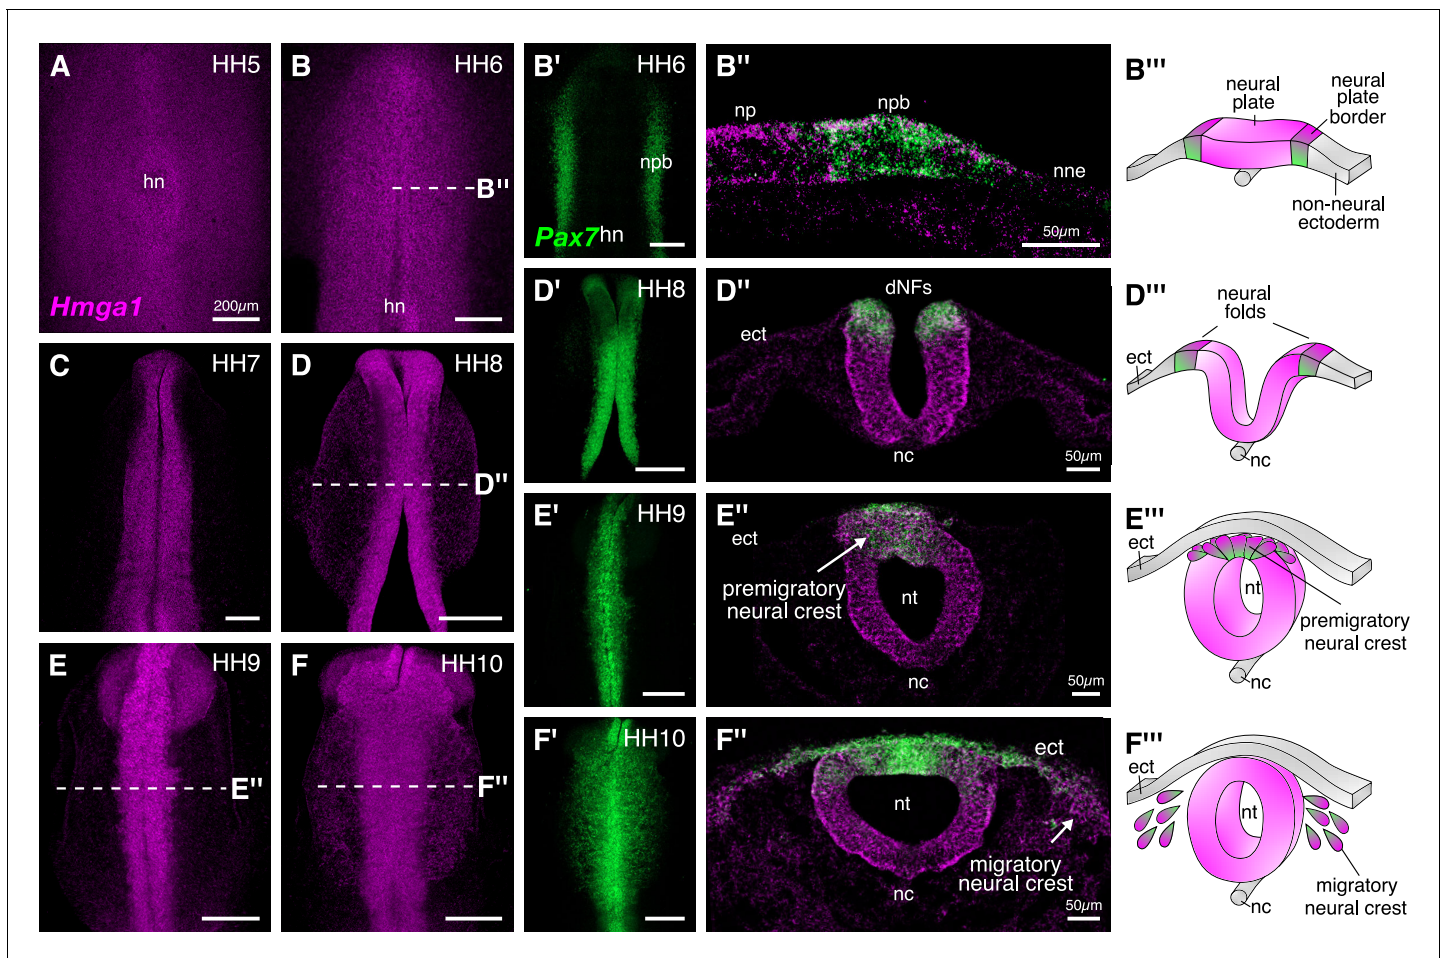 A HH5
hn
Hmga1 200µm
B HH6
B''
hn
B' HH6
npb
Pax7 hn
B''
np npb
nne
50µm
B'''
neural
plate
neural
plate
border
non-neural
ectoderm
C HH7
D HH8
D''
D' HH8
D''
dNFs
ect
nc
50µm
D'''
neural
folds
ect
nc
E HH9
E''
E' HH9
E''
ect
premigratory
neural crest
nt
nc
50µm
E'''
ect
nt
premigratory
neural crest
nc
F HH10
F''
F' HH10
F''
ect
nt
migratory
neural crest
nc
50µm
F'''
ect
nt
migratory
neural crest
nc